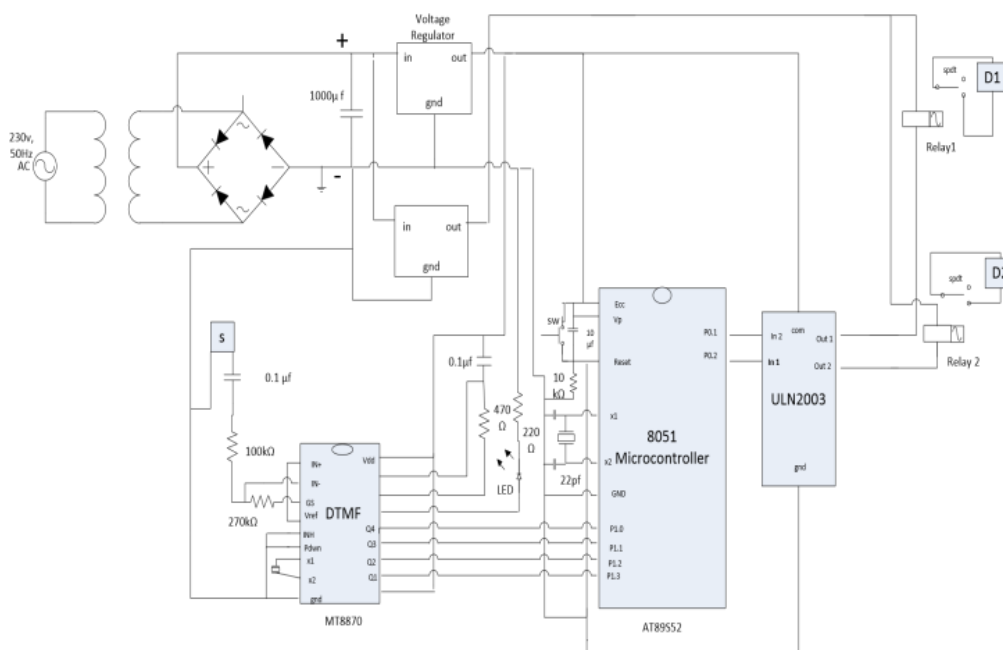 Voltage
Regulator
+
in
out
gnd
1000μ f
230v,
50Hz
AC
+
-
in
out
gnd
spdt
D1
Relay1
spdt
Relay 2
S
0.1 μf
100kΩ
270kΩ
0.1μf
470
Ω
220
Ω
LED
IN+
IN-
GS
Vref
INH
Pdwn
x1
x2
gnd
Vdd
DTMF
Q4
Q3
Q2
Q1
MT8870
sw
10
μf
10
kΩ
22pf
Ecc
Vp
Reset
x1
x2
GND
P1.0
P1.1
P1.2
P1.3
P0.1
P0.2
8051
Microcontroller
AT89S52
In 2
com
In 1
Out 1
Out 2
ULN2003
gnd